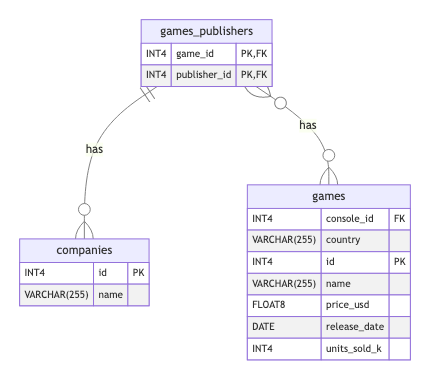 games_publishers
INT4 game_id PK,FK
INT4 publisher_id PK,FK
has
has
companies
INT4 id PK
VARCHAR(255) name
games
INT4 console_id FK
VARCHAR(255) country
INT4 id PK
VARCHAR(255) name
FLOAT8 price_usd
DATE release_date
INT4 units_sold_k